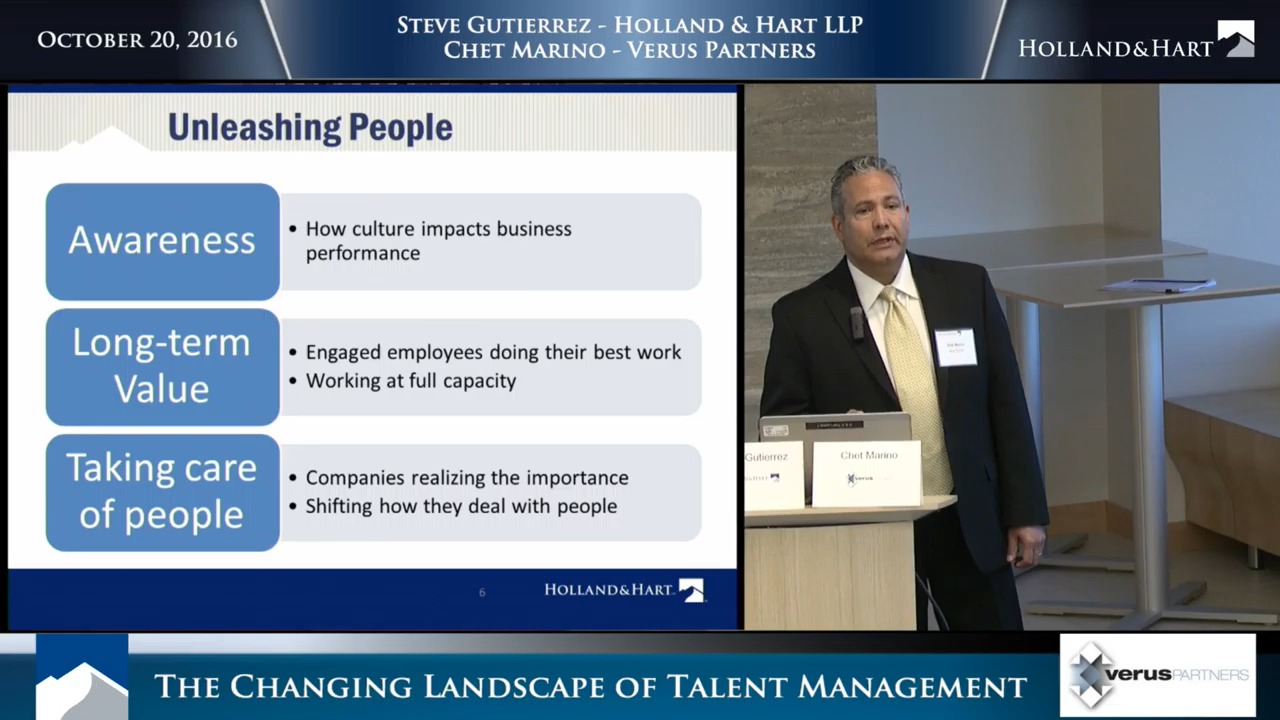 OCTOBER 20, 2016
STEVE GUTIERREZ - HOLLAND & HART LLP
CHET MARINO - VERUS PARTNERS
HOLLAND&HART
Unleashing People
Awareness
• How culture impacts business
performance
Long-term
Value
• Engaged employees doing their best work
• Working at full capacity
Taking care
of people
• Companies realizing the importance
• Shifting how they deal with people
6
HOLLAND&HART
Gutierrez
Chet Marino
verus
THE CHANGING LANDSCAPE OF TALENT MANAGEMENT
verusPARTNERS